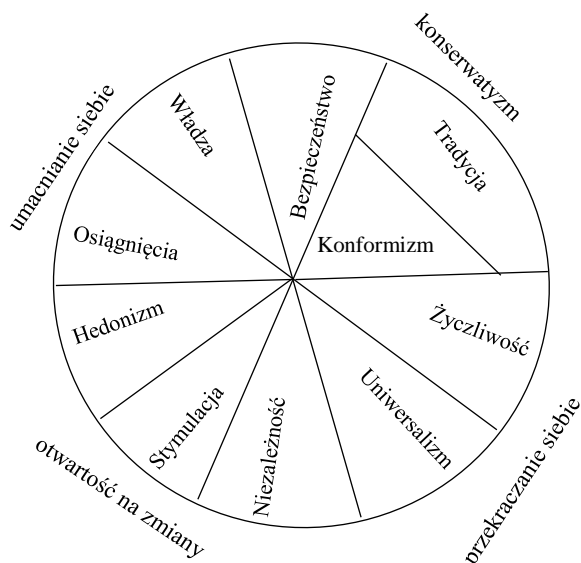 konserwatyzm
umacnianie siebie
Władza
Bezpieczeństwo
Tradycja
Osiągnięcia
Konformizm
Hedonizm
Życzliwość
Stymulacja
Niezależność
Uniwersalizm
otwartość na zmiany
przekraczanie siebie